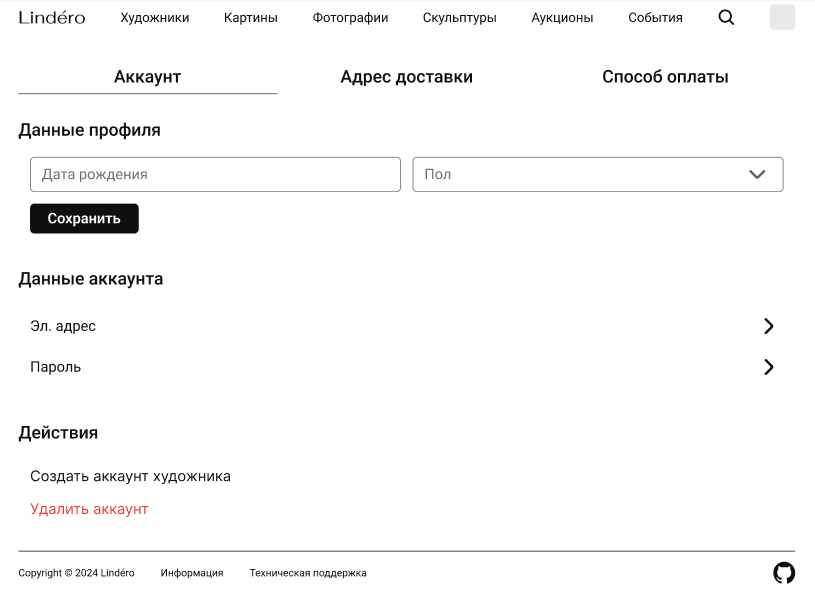 Lindéro Художники Картины Фотографии Скульптуры Аукционы События
Аккаунт Адрес доставки Способ оплаты
Данные профиля
Дата рождения Пол
Сохранить
Данные аккаунта
Эл. адрес
Пароль
Действия
Создать аккаунт художника
Удалить аккаунт
Copyright © 2024 Lindéro Информация Техническая поддержка